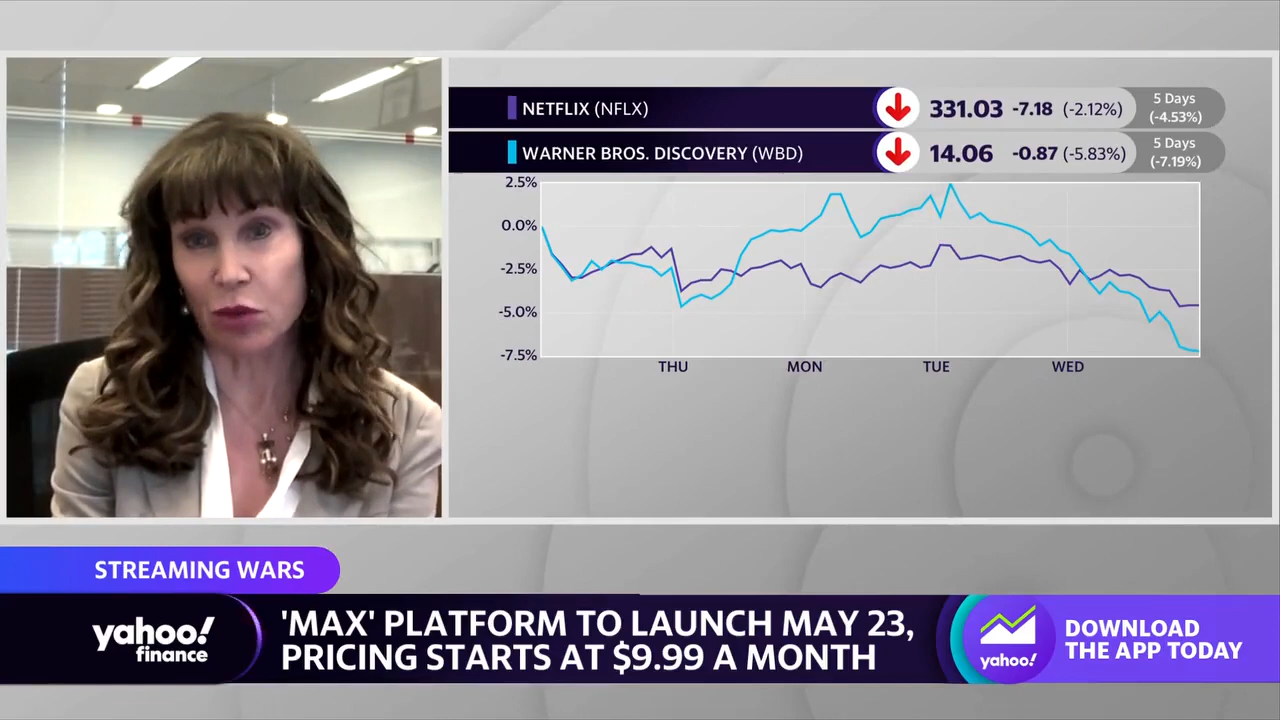 NETFLIX (NFLX) 331.03 -7.18 (-2.12%) 5 Days (-4.53%)
WARNER BROS. DISCOVERY (WBD) 14.06 -0.87 (-5.83%) 5 Days (-7.19%)
2.5%
0.0%
-2.5%
-5.0%
-7.5%
THU MON TUE WED
STREAMING WARS
yahoo!
finance
'MAX' PLATFORM TO LAUNCH MAY 23,
PRICING STARTS AT $9.99 A MONTH
yahoo!
DOWNLOAD
THE APP TODAY